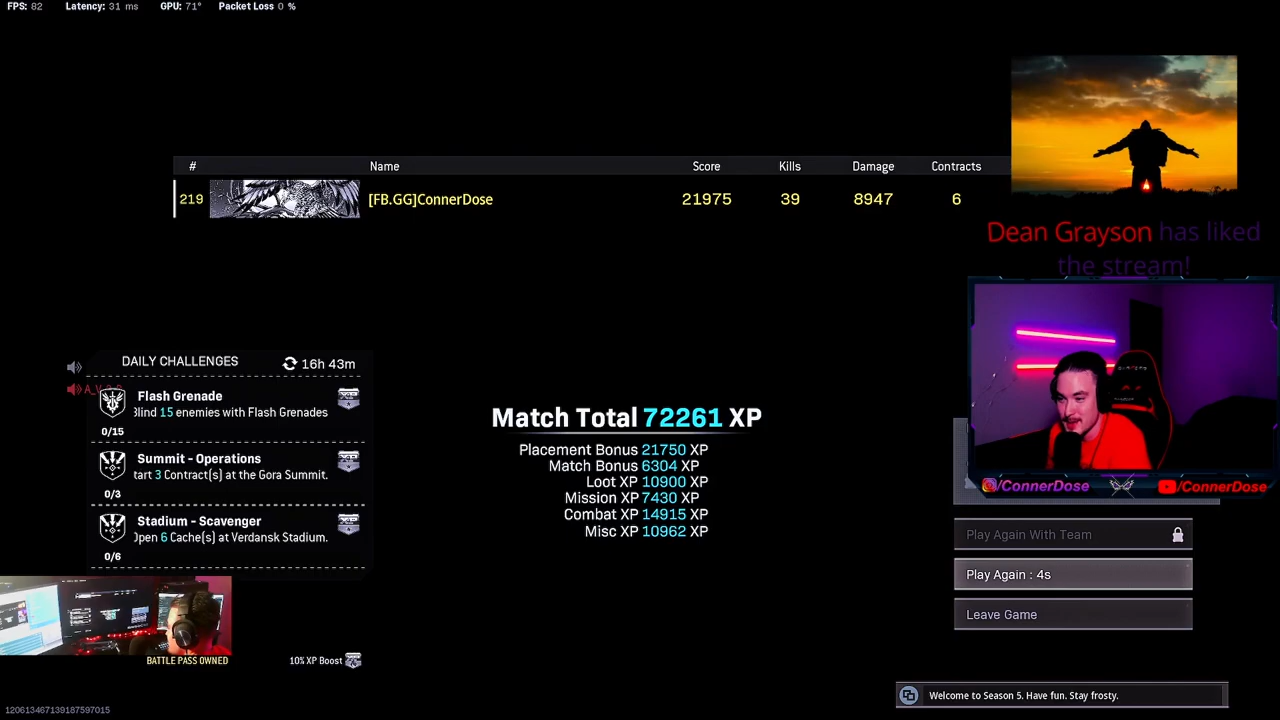 FPS: 82 Latency: 31 ms GPU: 71° Packet Loss 0 %
# Name Score Kills Damage Contracts
219 [FB.GG]ConnerDose 21975 39 8947 6
Dean Grayson has liked
the stream!
DAILY CHALLENGES 16h 43m
Flash Grenade
Blind 15 enemies with Flash Grenades
0/15
Summit - Operations
tart 3 Contract(s) at the Gora Summit.
0/3
Stadium - Scavenger
Open 6 Cache(s) at Verdansk Stadium.
0/6
BATTLE PASS OWNED 10% XP Boost
Match Total 72261 XP
Placement Bonus 21750 XP
Match Bonus 6304 XP
Loot XP 10900 XP
Mission XP 7430 XP
Combat XP 14915 XP
Misc XP 10962 XP
/ConnerDose /ConnerDose
Play Again With Team
Play Again : 4s
Leave Game
Welcome to Season 5. Have fun. Stay frosty.